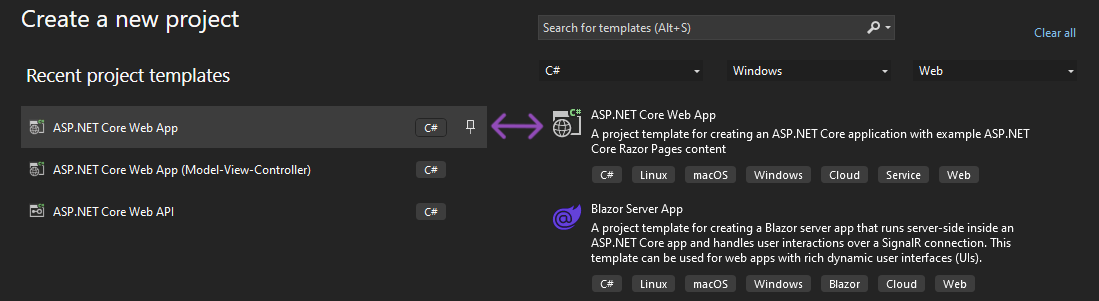 Create a new project
Search for templates (Alt+S)
Clear all
C#
Windows
Web
Recent project templates
ASP.NET Core Web App
C#
ASP.NET Core Web App (Model-View-Controller)
C#
ASP.NET Core Web API
C#
C#
ASP.NET Core Web App
A project template for creating an ASP.NET Core application with example ASP.NET
Core Razor Pages content
C# Linux macOS Windows Cloud Service Web
Blazor Server App
A project template for creating a Blazor server app that runs server-side inside an
ASP.NET Core app and handles user interactions over a SignalR connection. This
template can be used for web apps with rich dynamic user interfaces (UIs).
C# Linux macOS Windows Blazor Cloud Web